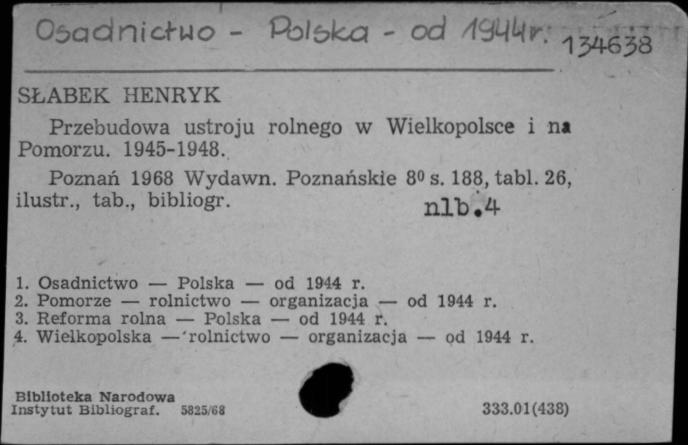 Osadnictwo - Polska - od 1944 r.
134638
SŁABEK HENRYK
Przebudowa ustroju rolnego w Wielkopolsce i na
Pomorzu. 1945-1948.
Poznań 1968 Wydawn. Poznańskie 8⁰ s. 188, tabl. 26,
ilustr., tab., bibliogr. nlb.4
1. Osadnictwo — Polska — od 1944 r.
2. Pomorze — rolnictwo — organizacja — od 1944 r.
3. Reforma rolna — Polska — od 1944 r.
4. Wielkopolska — rolnictwo — organizacja — od 1944 r.
Biblioteka Narodowa
Instytut Bibliograf. 5825/68 333.01(438)